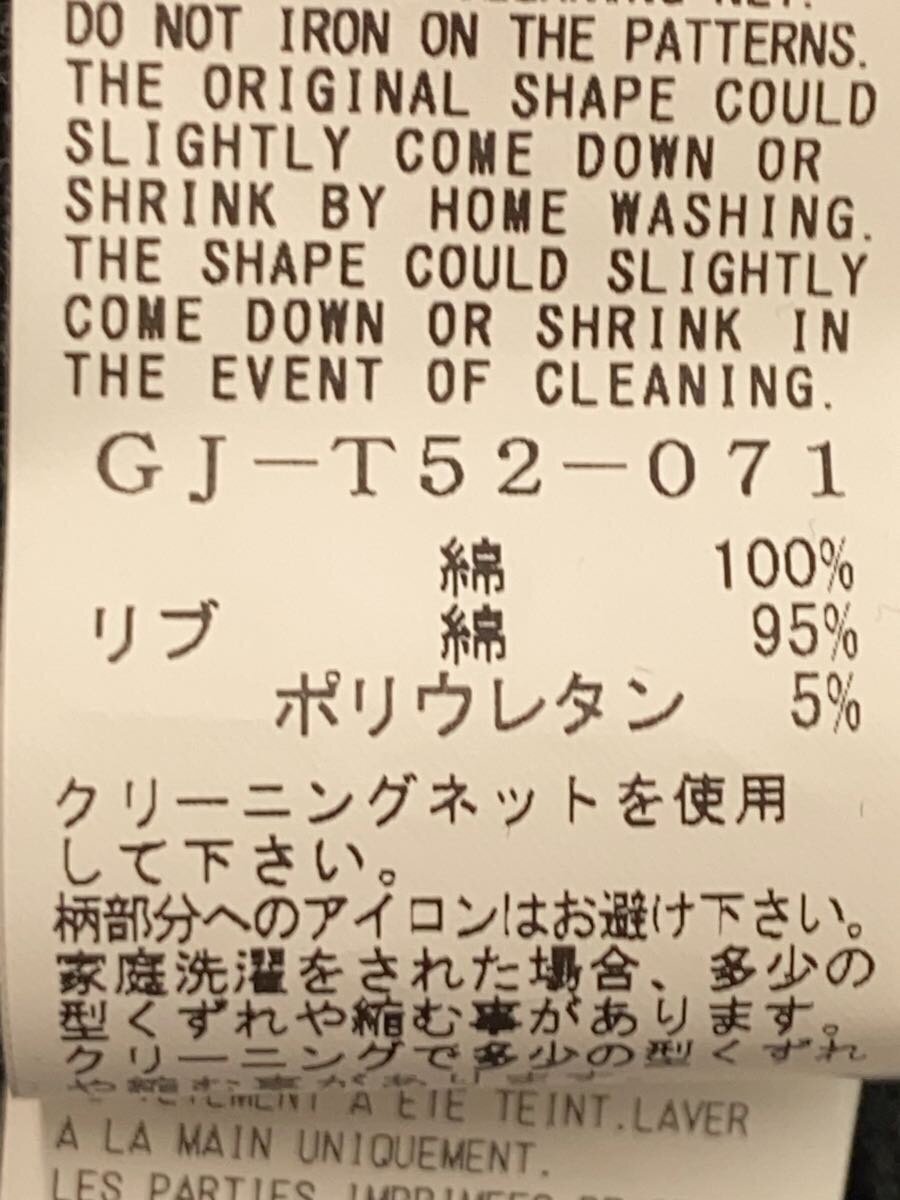 NET.
DO NOT IRON ON THE PATTERNS.
THE ORIGINAL SHAPE COULD
SLIGHTLY COME DOWN OR
SHRINK BY HOME WASHING.
THE SHAPE COULD SLIGHTLY
COME DOWN OR SHRINK IN
THE EVENT OF CLEANING.
GJ−T52−071
綿 100%
リブ 綿 95%
ポリウレタン 5%
クリーニングネットを使用
して下さい。
柄部分へのアイロンはお避け下さい。
家庭洗濯をされた場合、多少の
型くずれや縮む事があります。
クリーニングで多少の型くずれ
A ETE TEINT.LAVER
A LA MAIN UNIQUEMENT.
LES PARTIES IMPRIMEES